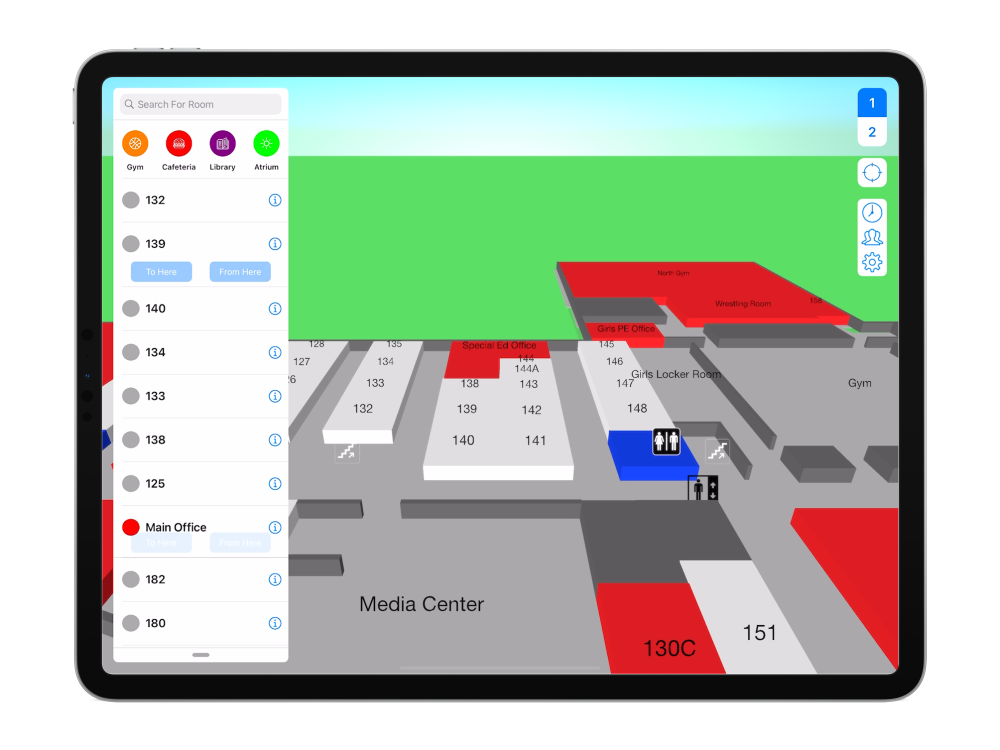 Search For Room
Gym
Cafeteria
Library
Atrium
132
139
To Here
From Here
140
134
133
138
125
Main Office
To Here
From Here
182
180
1
2
North Gym
Wrestling Room
158
Girls PE Office
128
135
Special Ed Office
145
127
134
144
146
144A
Girls Locker Room
26
133
138
143
147
Gym
132
139
142
148
140
141
Media Center
151
130C